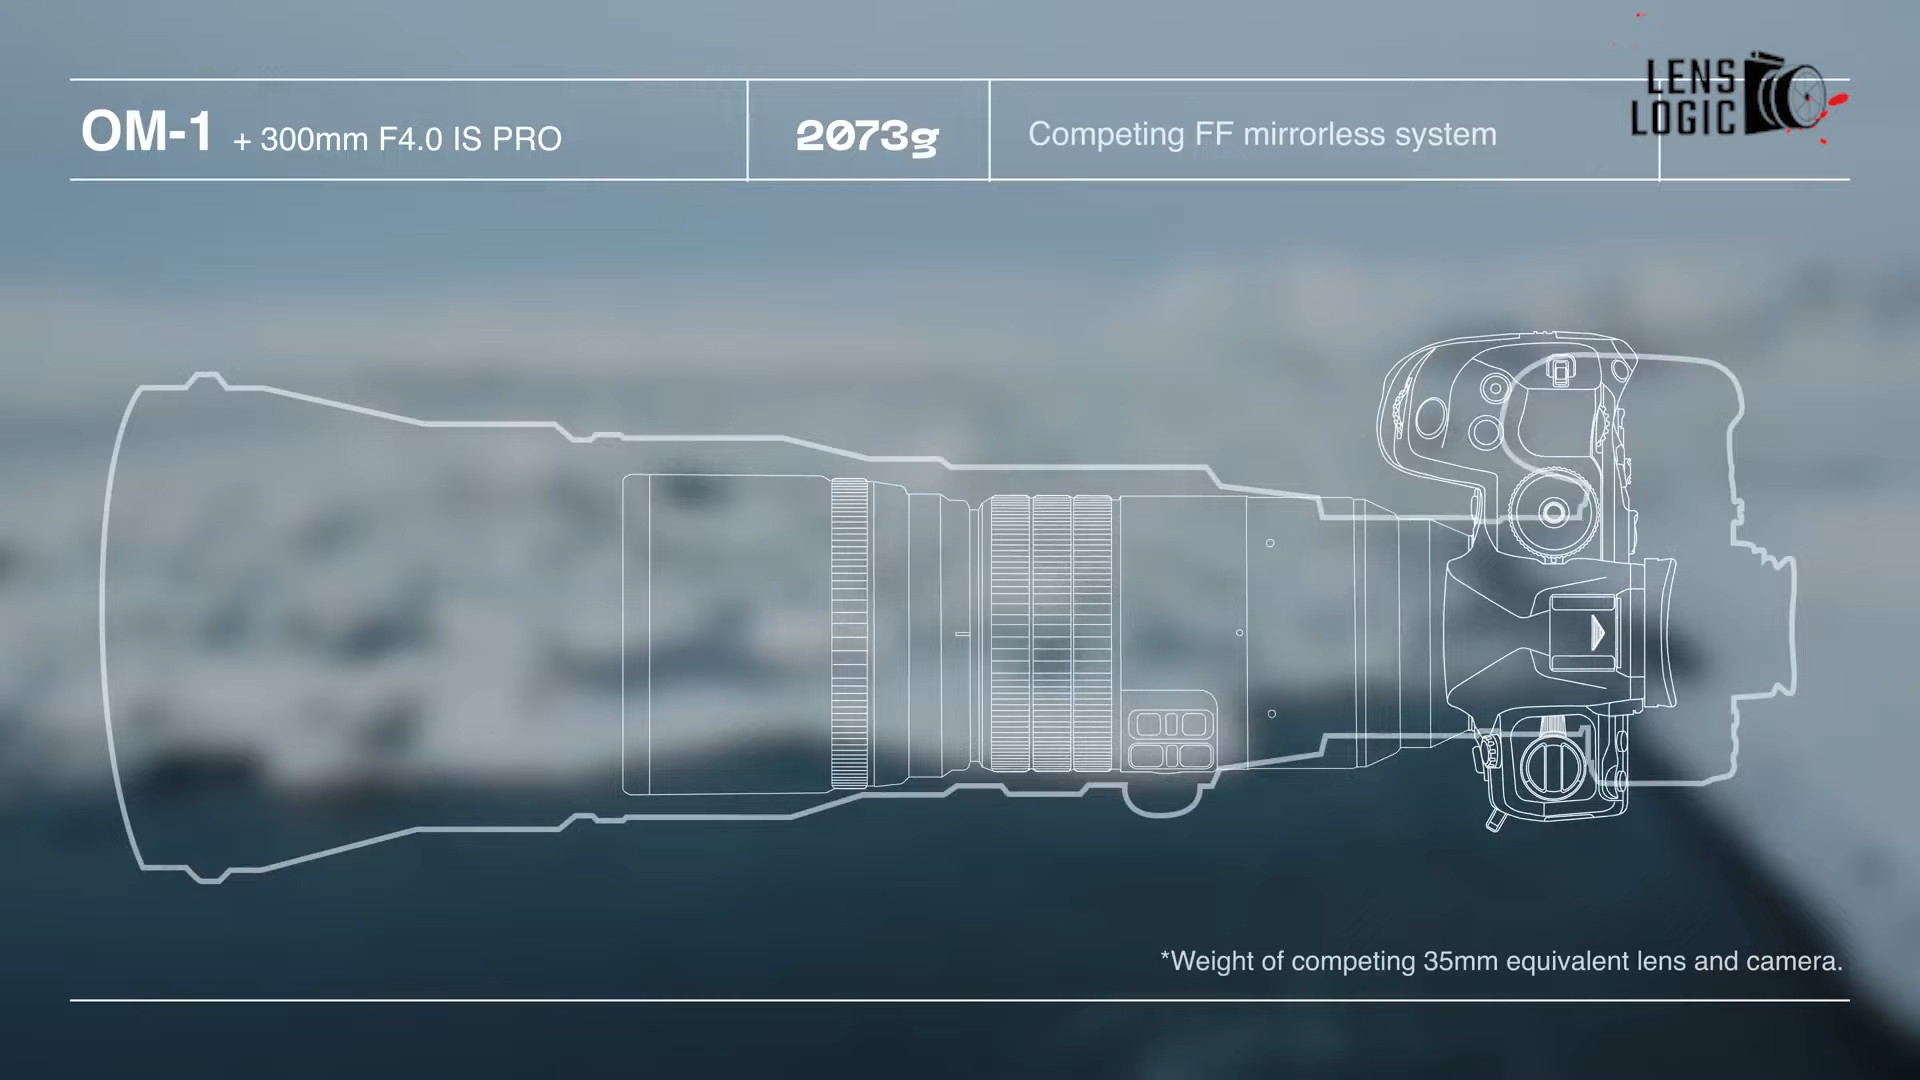 OM-1 + 300mm F4.0 IS PRO
2073g
Competing FF mirrorless system
LENS
LOGIC
*Weight of competing 35mm equivalent lens and camera.